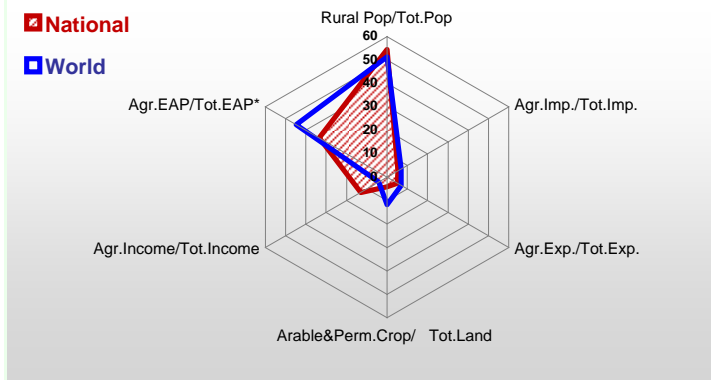 National
World
Rural Pop/Tot.Pop
60
50
40
30
20
10
0
Agr.EAP/Tot.EAP*
Agr.Imp./Tot.Imp.
Agr.Income/Tot.Income
Agr.Exp./Tot.Exp.
Arable&Perm.Crop/ Tot.Land